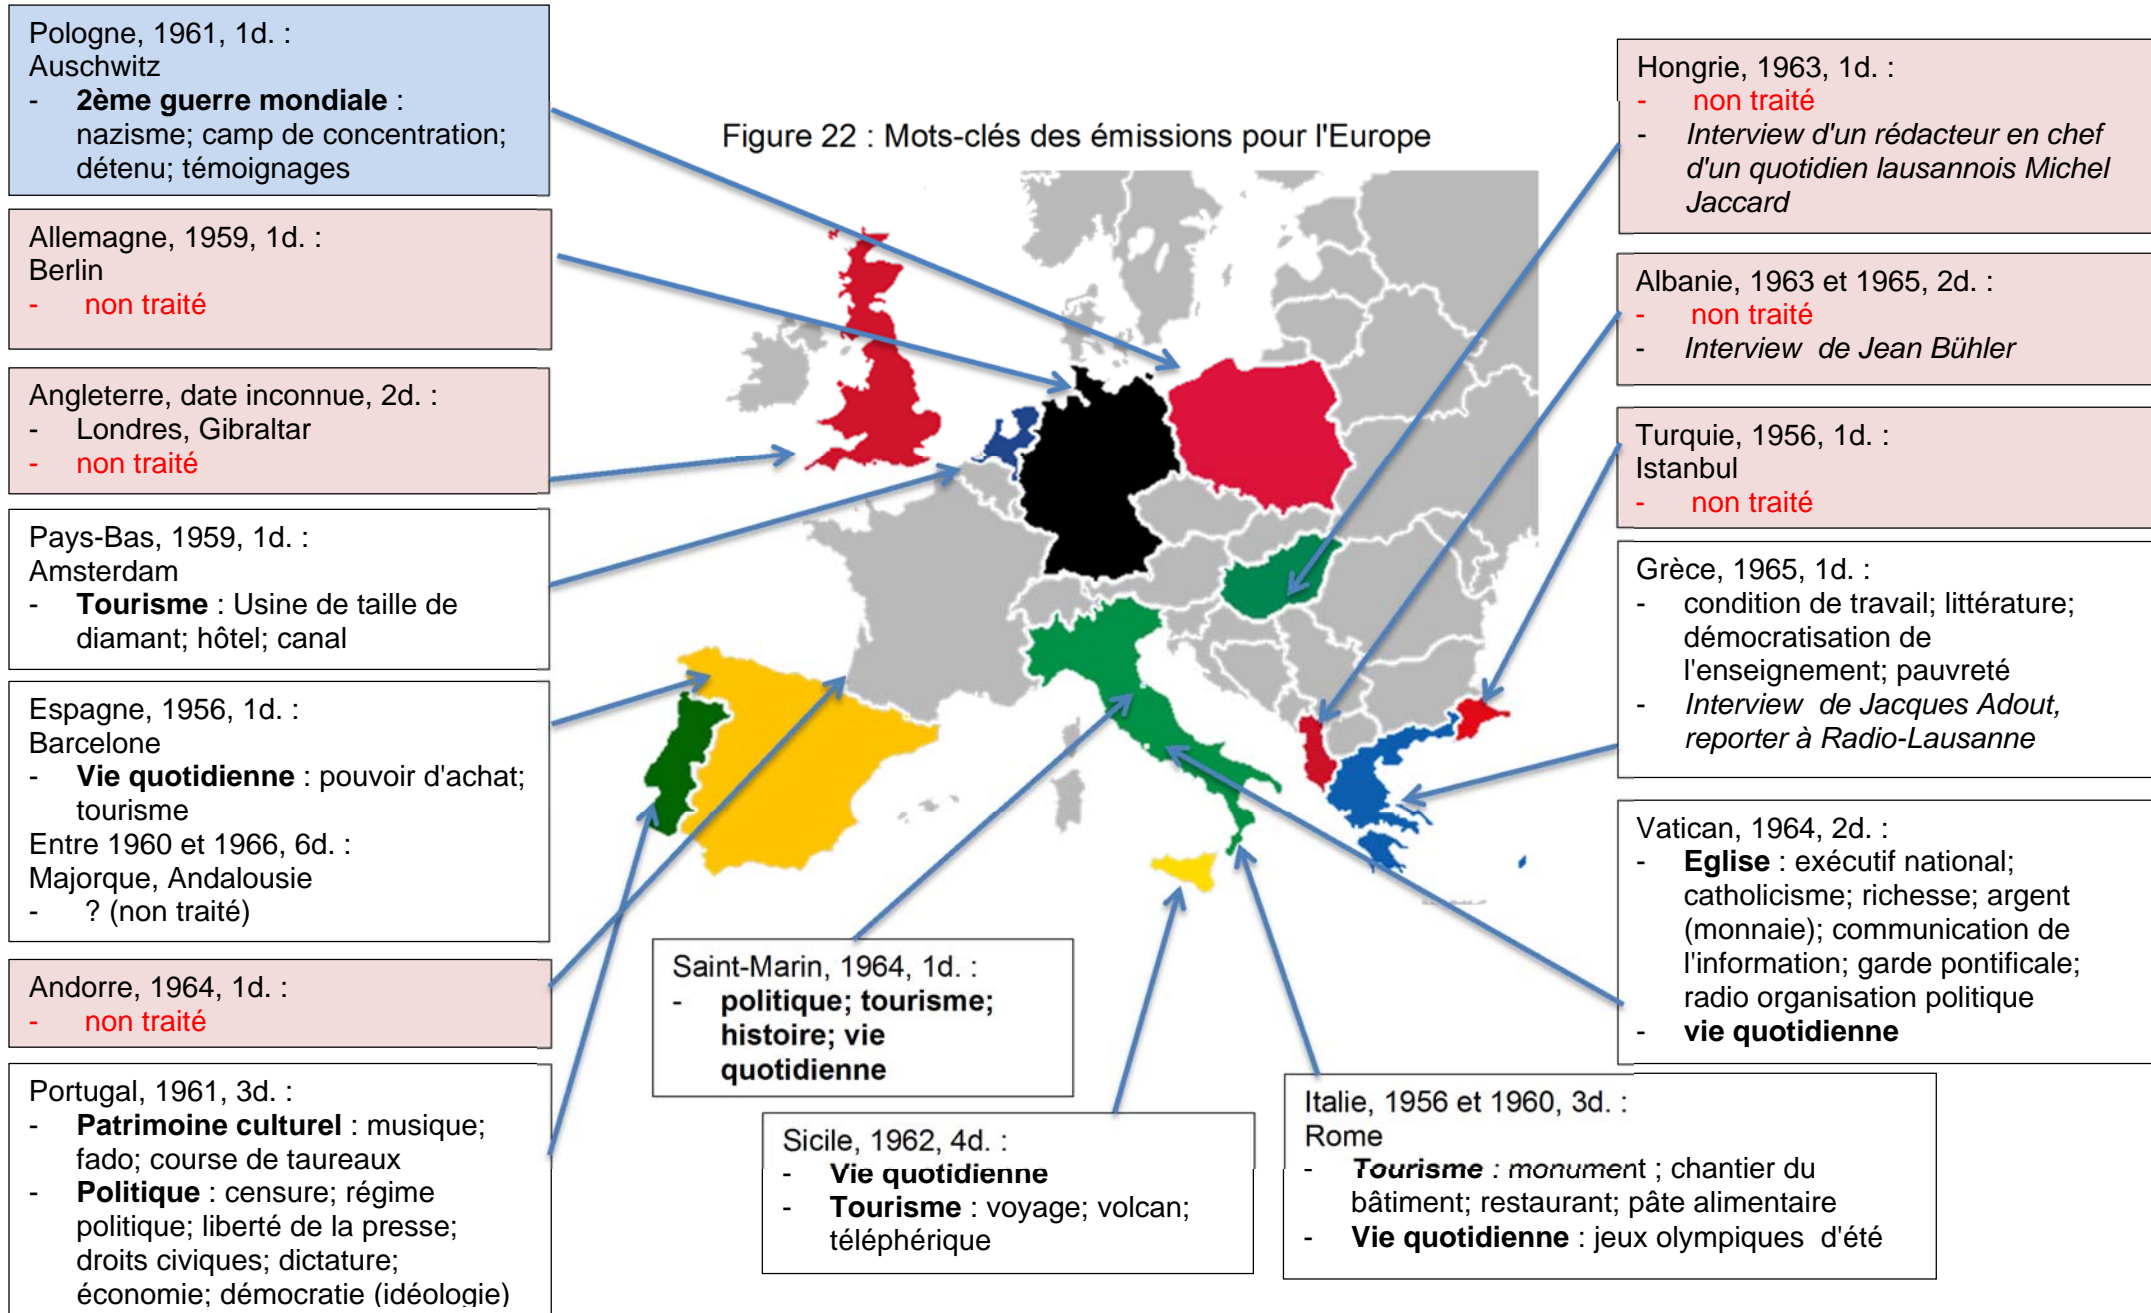 Pologne, 1961, 1d. :
Auschwitz
- 2ème guerre mondiale :
nazisme; camp de concentration;
détenu; témoignages
Allemagne, 1959, 1d. :
Berlin
- non traité
Angleterre, date inconnue, 2d. :
- Londres, Gibraltar
- non traité
Pays-Bas, 1959, 1d. :
Amsterdam
- Tourisme : Usine de taille de
diamant; hôtel; canal
Espagne, 1956, 1d. :
Barcelone
- Vie quotidienne : pouvoir d'achat;
tourisme
Entre 1960 et 1966, 6d. :
Majorque, Andalousie
- ? (non traité)
Andorre, 1964, 1d. :
- non traité
Portugal, 1961, 3d. :
- Patrimoine culturel : musique;
fado; course de taureaux
- Politique : censure; régime
politique; liberté de la presse;
droits civiques; dictature;
économie; démocratie (idéologie)
Figure 22 : Mots-clés des émissions pour l'Europe
Saint-Marin, 1964, 1d. :
- politique; tourisme;
histoire; vie
quotidienne
Sicile, 1962, 4d. :
- Vie quotidienne
- Tourisme : voyage; volcan;
téléphérique
Italie, 1956 et 1960, 3d. :
Rome
- Tourisme : monument ; chantier du
bâtiment; restaurant; pâte alimentaire
- Vie quotidienne : jeux olympiques d'été
Hongrie, 1963, 1d. :
- non traité
- Interview d'un rédacteur en chef
d'un quotidien lausannois Michel
Jaccard
Albanie, 1963 et 1965, 2d. :
- non traité
- Interview de Jean Bühler
Turquie, 1956, 1d. :
Istanbul
- non traité
Grèce, 1965, 1d. :
- condition de travail; littérature;
démocratisation de
l'enseignement; pauvreté
- Interview de Jacques Adout,
reporter à Radio-Lausanne
Vatican, 1964, 2d. :
- Eglise : exécutif national;
catholicisme; richesse; argent
(monnaie); communication de
l'information; garde pontificale;
radio organisation politique
- vie quotidienne